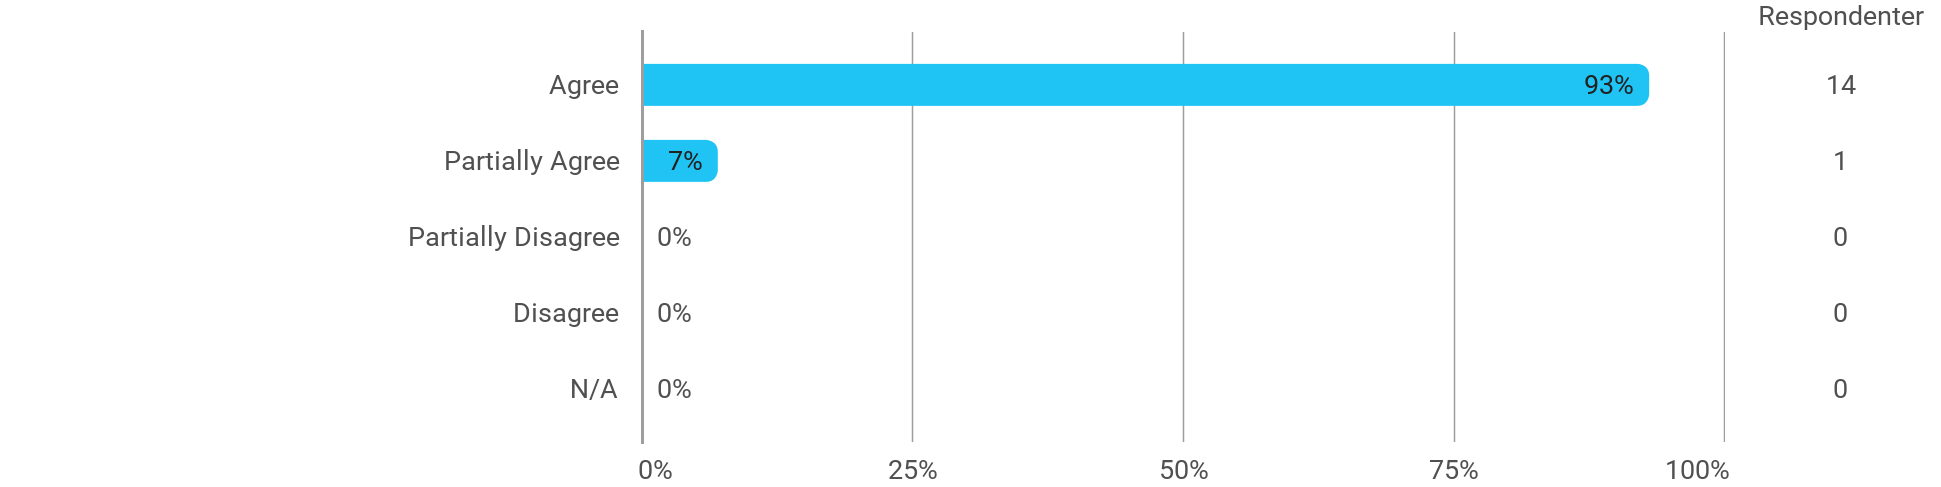 Respondenter
Agree 93% 14
Partially Agree 7% 1
Partially Disagree 0% 0
Disagree 0% 0
N/A 0% 0
0% 25% 50% 75% 100%